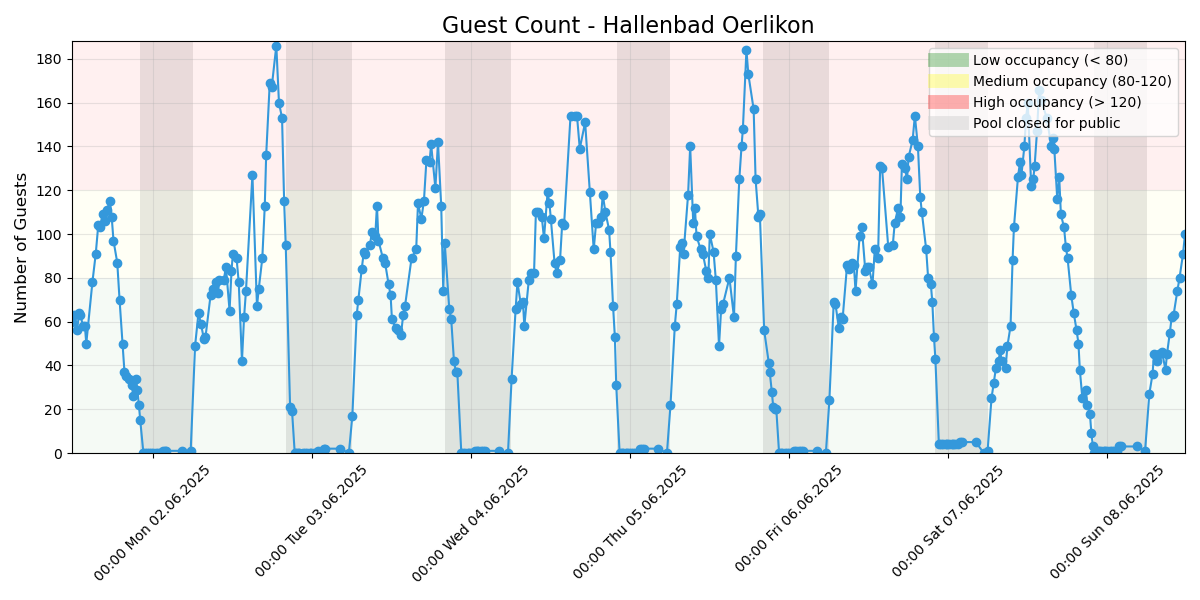 Guest Count - Hallenbad Oerlikon
Low occupancy (< 80)
Medium occupancy (80-120)
High occupancy (> 120)
Pool closed for public
Number of Guests
180
160
140
120
100
80
60
40
20
0
00:00 Mon 02.06.2025
00:00 Tue 03.06.2025
00:00 Wed 04.06.2025
00:00 Thu 05.06.2025
00:00 Fri 06.06.2025
00:00 Sat 07.06.2025
00:00 Sun 08.06.2025